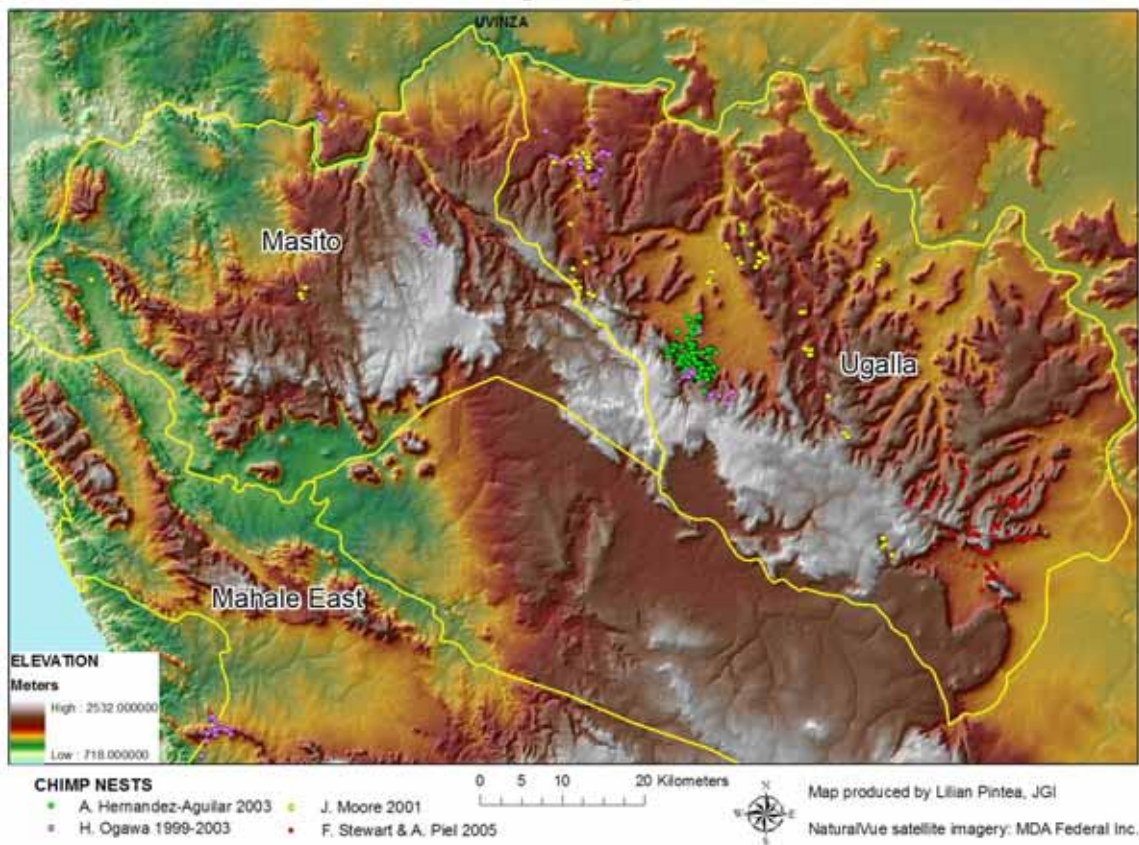 UVINZA
Masito
Ugalla
Mahale East
ELEVATION
Meters
High : 2532.000000
Low : 718.000000
CHIMP NESTS
A. Hernandez-Aguilar 2003
H. Ogawa 1999-2003
J. Moore 2001
F. Stewart & A. Piel 2005
0 5 10 20 Kilometers
N
W E
S
Map produced by Lilian Pintea, JGI
NaturalVue satellite imagery: MDA Federal Inc.